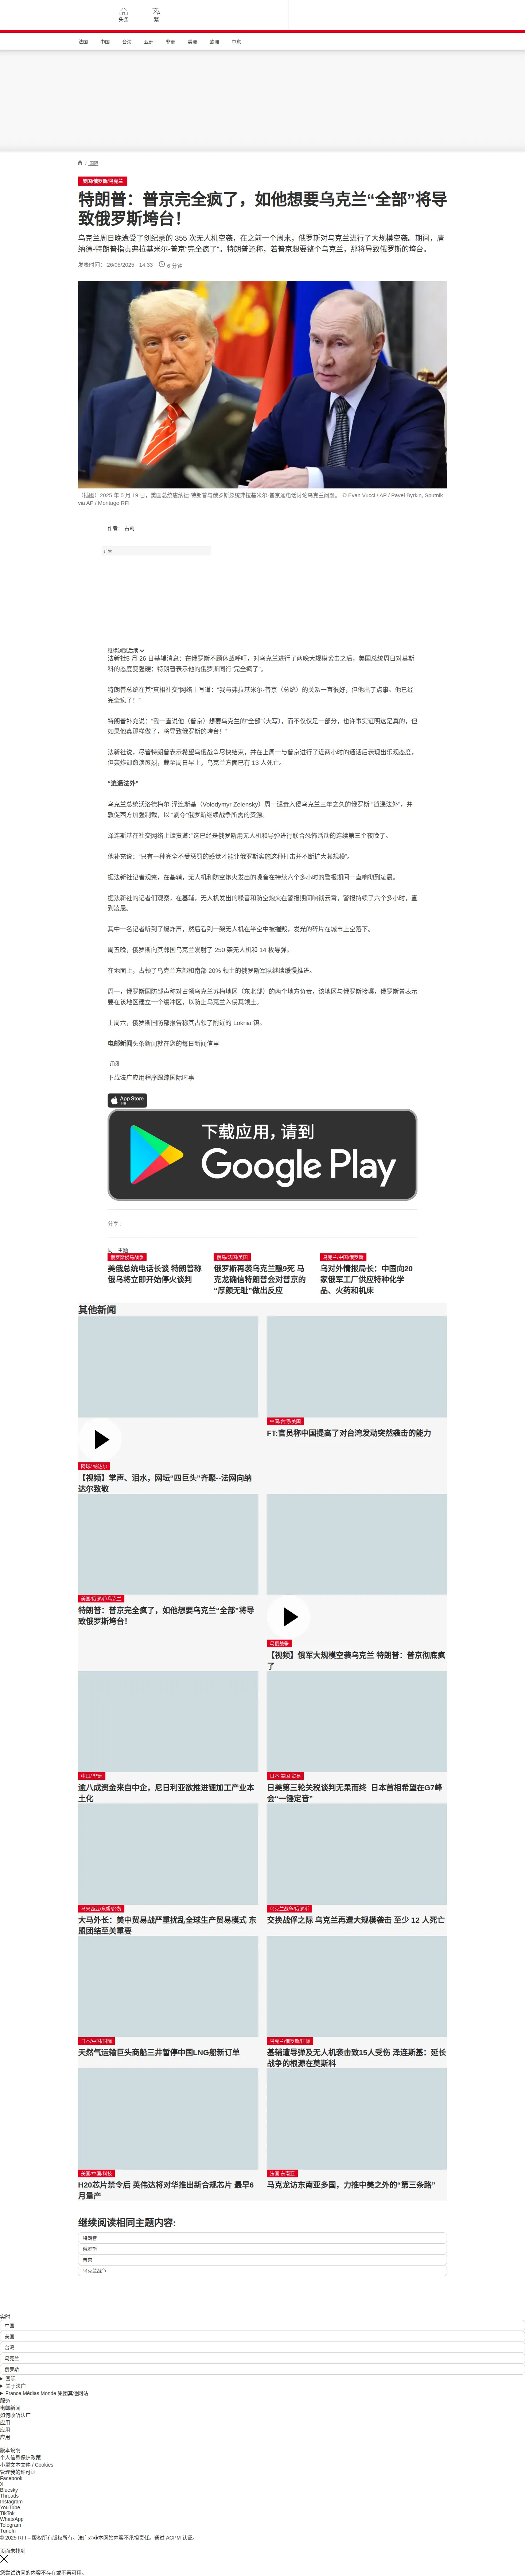 头条
繁
法国
中国
台海
亚洲
非洲
美洲
欧洲
中东
/ 国际
美国/俄罗斯/乌克兰
特朗普：普京完全疯了，如他想要乌克兰“全部”将导
致俄罗斯垮台！
乌克兰周日晚遭受了创纪录的 355 次无人机空袭，在之前一个周末，俄罗斯对乌克兰进行了大规模空袭。期间，唐
纳德-特朗普指责弗拉基米尔-普京“完全疯了”。特朗普还称，若普京想要整个乌克兰，那将导致俄罗斯的垮台。
发表时间： 26/05/2025 - 14:33
6 分钟
（插图）2025 年 5 月 19 日，美国总统唐纳德·特朗普与俄罗斯总统弗拉基米尔·普京通电话讨论乌克兰问题。 © Evan Vucci / AP / Pavel Byrkin, Sputnik
via AP / Montage RFI
作者： 古莉
广告
继续浏览后续
法新社5 月 26 日基辅消息：在俄罗斯不顾休战呼吁，对乌克兰进行了两晚大规模袭击之后，美国总统周日对莫斯
科的态度变强硬：特朗普表示他的俄罗斯同行“完全疯了”。
特朗普总统在其“真相社交”网络上写道：“我与弗拉基米尔-普京（总统）的关系一直很好，但他出了点事。他已经
完全疯了！”
特朗普补充说：“我一直说他（普京）想要乌克兰的“全部”（大写），而不仅仅是一部分，也许事实证明这是真的，但
如果他真那样做了，将导致俄罗斯的垮台！”
法新社说，尽管特朗普表示希望乌俄战争尽快结束，并在上周一与普京进行了近两小时的通话后表现出乐观态度，
但轰炸却愈演愈烈，截至周日早上，乌克兰方面已有 13 人死亡。
“逍遥法外”
乌克兰总统沃洛德梅尔-泽连斯基（Volodymyr Zelensky）周一谴责入侵乌克兰三年之久的俄罗斯 “逍遥法外”，并
敦促西方加强制裁，以 “剥夺”俄罗斯继续战争所需的资源。
泽连斯基在社交网络上谴责道：“这已经是俄罗斯用无人机和导弹进行联合恐怖活动的连续第三个夜晚了。
他补充说：“只有一种完全不受惩罚的感觉才能让俄罗斯实施这种打击并不断扩大其规模”。
据法新社记者观察，在基辅，无人机和防空炮火发出的噪音在持续六个多小时的警报期间一直响彻到凌晨。
据法新社的记者们观察，在基辅，无人机发出的噪音和防空炮火在警报期间响彻云霄，警报持续了六个多小时，直
到凌晨。
其中一名记者听到了爆炸声，然后看到一架无人机在半空中被摧毁，发光的碎片在城市上空落下。
周五晚，俄罗斯向其邻国乌克兰发射了 250 架无人机和 14 枚导弹。
在地面上，占领了乌克兰东部和南部 20% 领土的俄罗斯军队继续缓慢推进。
周一，俄罗斯国防部声称对占领乌克兰苏梅地区（东北部）的两个地方负责，该地区与俄罗斯接壤，俄罗斯曾表示
要在该地区建立一个缓冲区，以防止乌克兰入侵其领土。
上周六，俄罗斯国防部报告称其占领了附近的 Loknia 镇。
电邮新闻头条新闻就在您的每日新闻信里
订阅
下载法广应用程序跟踪国际时事
App Store
下载
下载应用，请到
Google Play
分享 :
同一主题
俄罗斯侵乌战争
美俄总统电话长谈 特朗普称
俄乌将立即开始停火谈判
俄乌/法国/美国
俄罗斯再袭乌克兰酿9死 马
克龙确信特朗普会对普京的
“厚颜无耻”做出反应
乌克兰/中国/俄罗斯
乌对外情报局长：中国向20
家俄军工厂供应特种化学
品、火药和机床
其他新闻
网球/ 纳达尔
【视频】掌声、泪水，网坛“四巨头”齐聚--法网向纳
达尔致敬
中国/台湾/美国
FT:官员称中国提高了对台湾发动突然袭击的能力
美国/俄罗斯/乌克兰
特朗普：普京完全疯了，如他想要乌克兰“全部”将导
致俄罗斯垮台！
乌俄战争
【视频】俄军大规模空袭乌克兰 特朗普：普京彻底疯
了
中国/ 非洲
逾八成资金来自中企，尼日利亚欲推进锂加工产业本
土化
日本 美国 贸易
日美第三轮关税谈判无果而终 日本首相希望在G7峰
会“一锤定音”
马来西亚/东盟/经贸
大马外长：美中贸易战严重扰乱全球生产贸易模式 东
盟团结至关重要
乌克兰战争/俄罗斯
交换战俘之际 乌克兰再遭大规模袭击 至少 12 人死亡
日本/中国/国际
天然气运输巨头商船三井暂停中国LNG船新订单
乌克兰/俄罗斯/国际
基辅遭导弹及无人机袭击致15人受伤 泽连斯基：延长
战争的根源在莫斯科
美国/中国/科技
H20芯片禁令后 英伟达将对华推出新合规芯片 最早6
月量产
法国 东南亚
马克龙访东南亚多国，力推中美之外的“第三条路”
继续阅读相同主题内容:
特朗普
俄罗斯
普京
乌克兰战争
实时
中国
美国
台湾
乌克兰
俄罗斯
国际
关于法广
France Médias Monde 集团其他网站
服务
电邮新闻
如何收听法广
应用
应用
应用
版本说明
个人信息保护政策
小型文本文件 / Cookies
管理我的许可证
Facebook
X
Bluesky
Threads
Instagram
YouTube
TikTok
WhatsApp
Telegram
TuneIn
© 2025 RFI – 版权所有版权所有，法广对非本网站内容不承担责任。通过 ACPM 认证。
页面未找到
您尝试访问的内容不存在或不再可用。